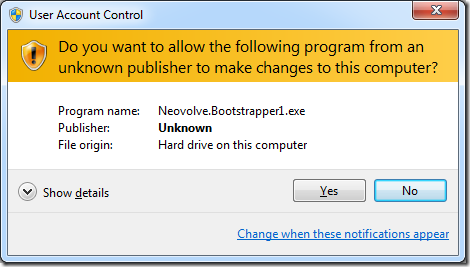 User Account Control
Do you want to allow the following program from an
unknown publisher to make changes to this computer?
Program name: Neovolve.Bootstrapper1.exe
Publisher: Unknown
File origin: Hard drive on this computer
Show details Yes No
Change when these notifications appear